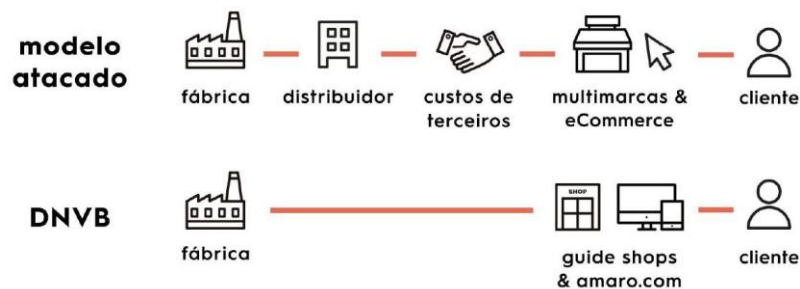 modelo
atacado
fábrica
distribuidor
custos de
terceiros
multimarcas &
eCommerce
cliente
DNVB
fábrica
SHOP
guide shops
& amaro.com
cliente